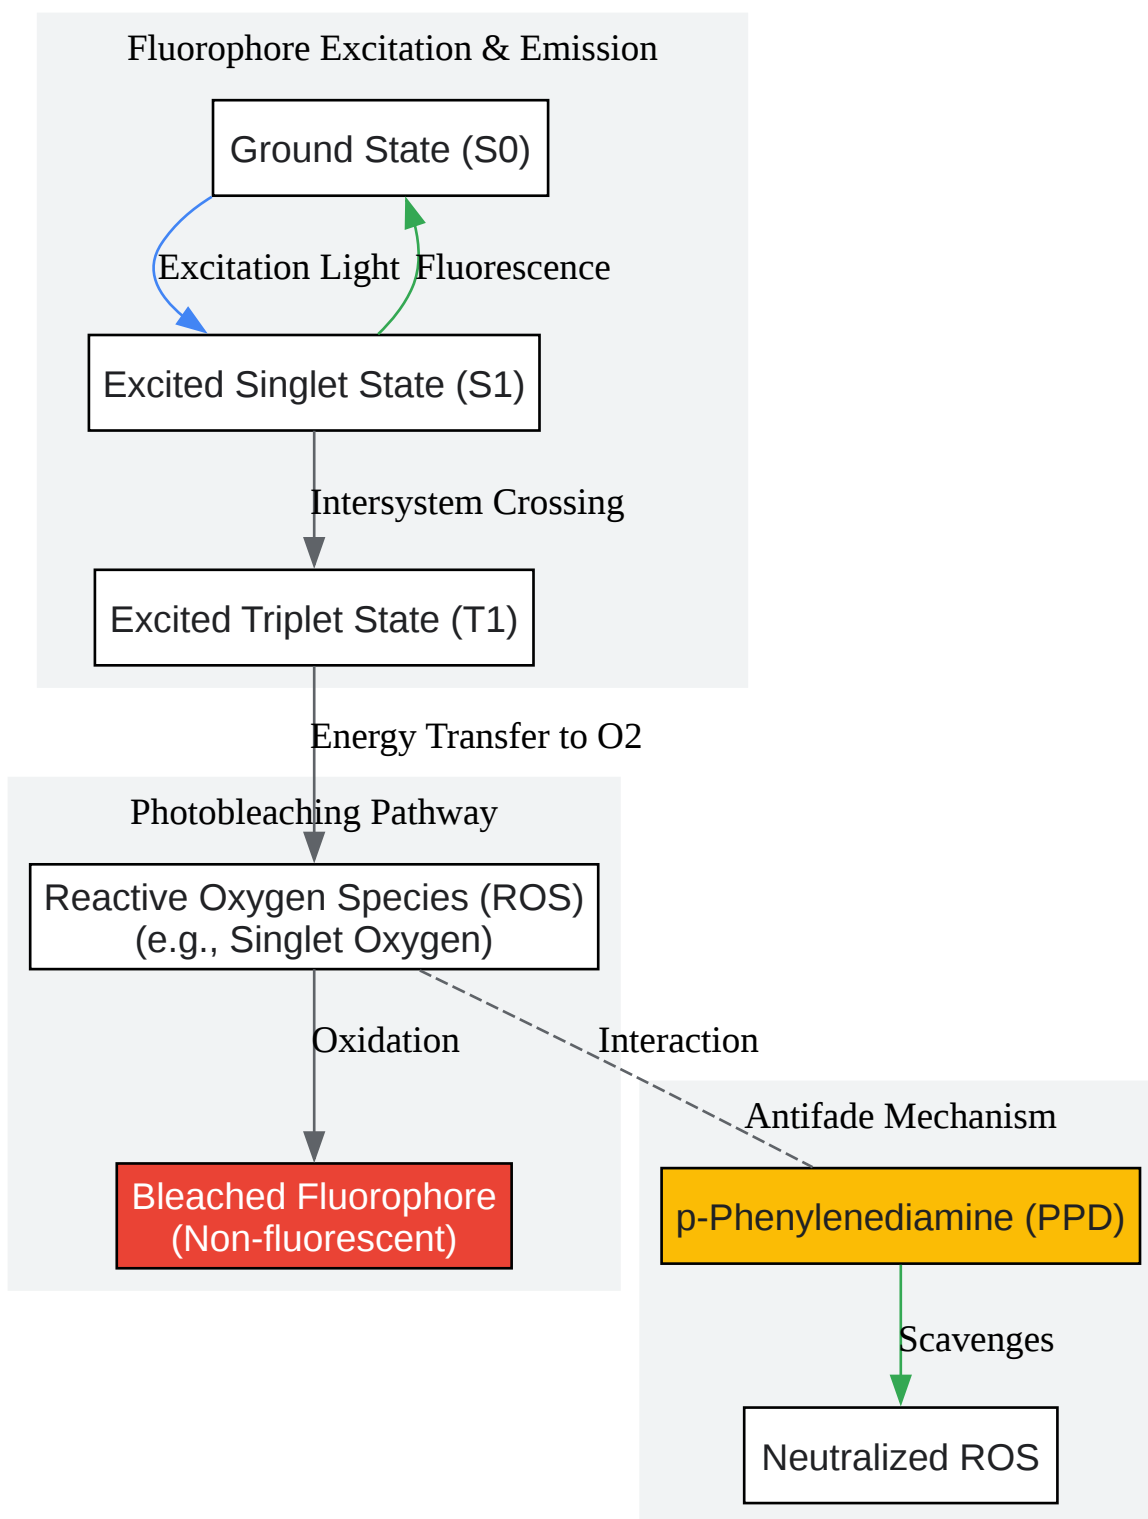 Fluorophore Excitation & Emission
Ground State (S0)
Excitation Light
Fluorescence
Excited Singlet State (S1)
Intersystem Crossing
Excited Triplet State (T1)
Energy Transfer to O2
Photobleaching Pathway
Reactive Oxygen Species (ROS)
(e.g., Singlet Oxygen)
Oxidation
Interaction
Antifade Mechanism
Bleached Fluorophore
(Non-fluorescent)
p-Phenylenediamine (PPD)
Scavenges
Neutralized ROS